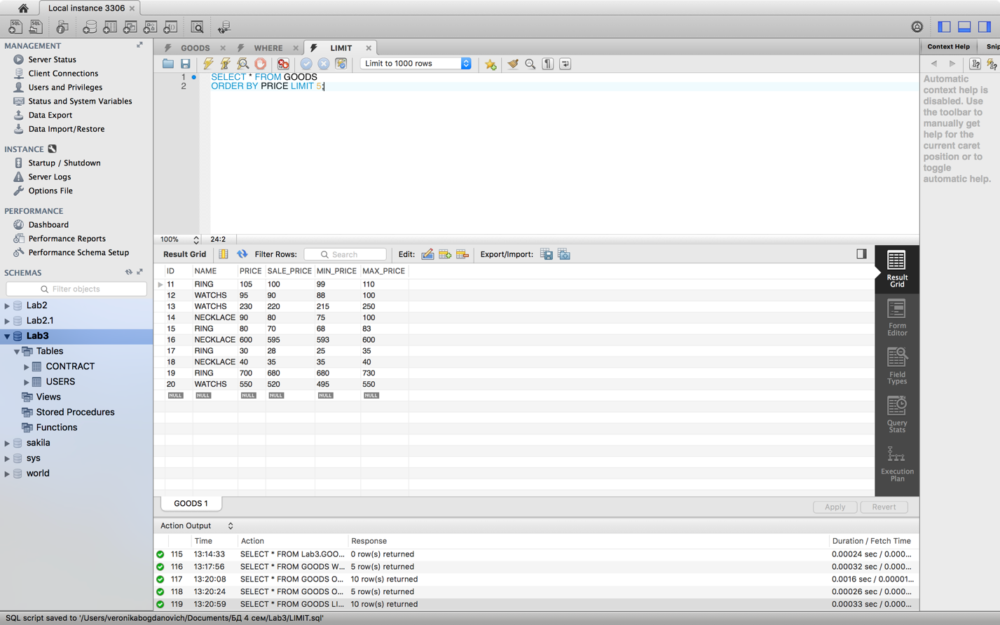 Local instance 3306
MANAGEMENT
Server Status
Client Connections
Users and Privileges
Status and System Variables
Data Export
Data Import/Restore
INSTANCE
Startup / Shutdown
Server Logs
Options File
PERFORMANCE
Dashboard
Performance Reports
Performance Schema Setup
SCHEMAS
Filter objects
Lab2
Lab2.1
Lab3
Tables
CONTRACT
USERS
Views
Stored Procedures
Functions
sakila
sys
world
GOODS WHERE LIMIT
Limit to 1000 rows
1 SELECT * FROM GOODS
2 ORDER BY PRICE LIMIT 5;
100% 24:2
Result Grid Filter Rows: Search Edit: Export/Import:
ID NAME PRICE SALE_PRICE MIN_PRICE MAX_PRICE
11 RING 105 100 99 110
12 WATCHS 95 90 88 100
13 WATCHS 230 220 215 250
14 NECKLACE 90 80 75 100
15 RING 80 70 68 83
16 NECKLACE 600 595 593 600
17 RING 30 28 25 35
18 NECKLACE 40 35 35 40
19 RING 700 680 680 730
20 WATCHS 550 520 495 550
NULL NULL NULL NULL NULL NULL
GOODS 1
Apply Revert
Result
Grid
Form
Editor
Field
Types
Query
Stats
Execution
Plan
Context Help Snip
Automatic
context help is
disabled. Use
the toolbar to
manually get
help for the
current caret
position or to
toggle
automatic help.
Action Output
Time Action Response Duration / Fetch Time
115 13:14:33 SELECT * FROM Lab3.GOO... 0 row(s) returned 0.00024 sec / 0.000...
116 13:17:56 SELECT * FROM GOODS W... 5 row(s) returned 0.00032 sec / 0.000...
117 13:20:08 SELECT * FROM GOODS O... 10 row(s) returned 0.0016 sec / 0.00001...
118 13:20:24 SELECT * FROM GOODS O... 5 row(s) returned 0.00026 sec / 0.000...
119 13:20:59 SELECT * FROM GOODS LI... 10 row(s) returned 0.00033 sec / 0.000...
SQL script saved to '/Users/veronikabogdanovich/Documents/БД 4 сем/Lab3/LIMIT.sql'